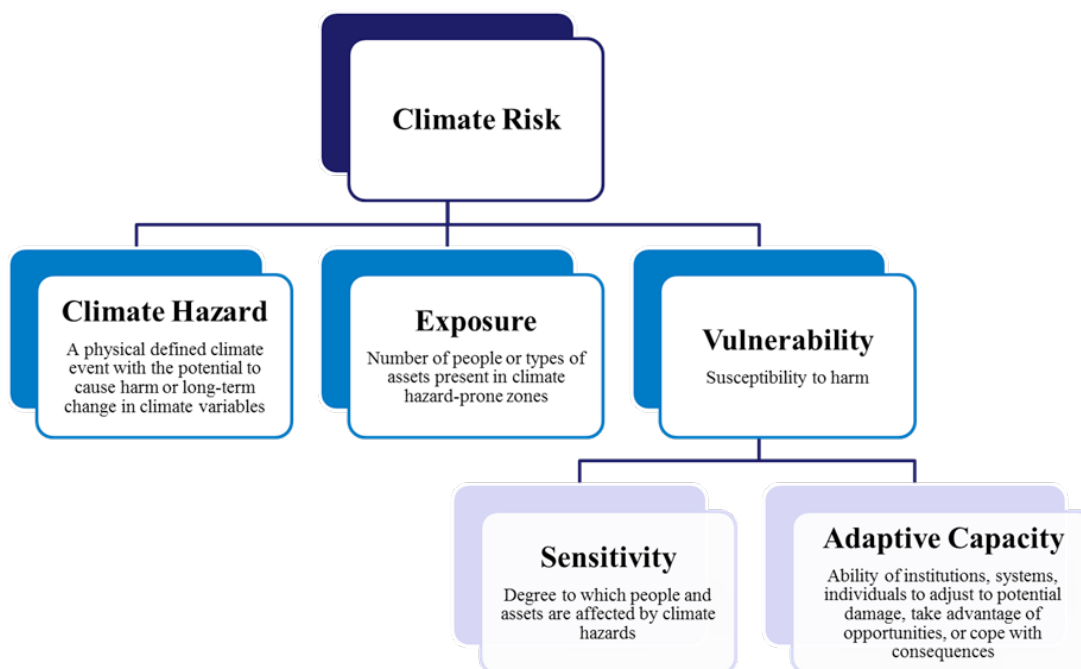 Climate Risk
Climate Hazard
A physical defined climate
event with the potential to
cause harm or long-term
change in climate variables
Exposure
Number of people or types of
assets present in climate
hazard-prone zones
Vulnerability
Susceptibility to harm
Sensitivity
Degree to which people and
assets are affected by climate
hazards
Adaptive Capacity
Ability of institutions, systems,
individuals to adjust to potential
damage, take advantage of
opportunities, or cope with
consequences